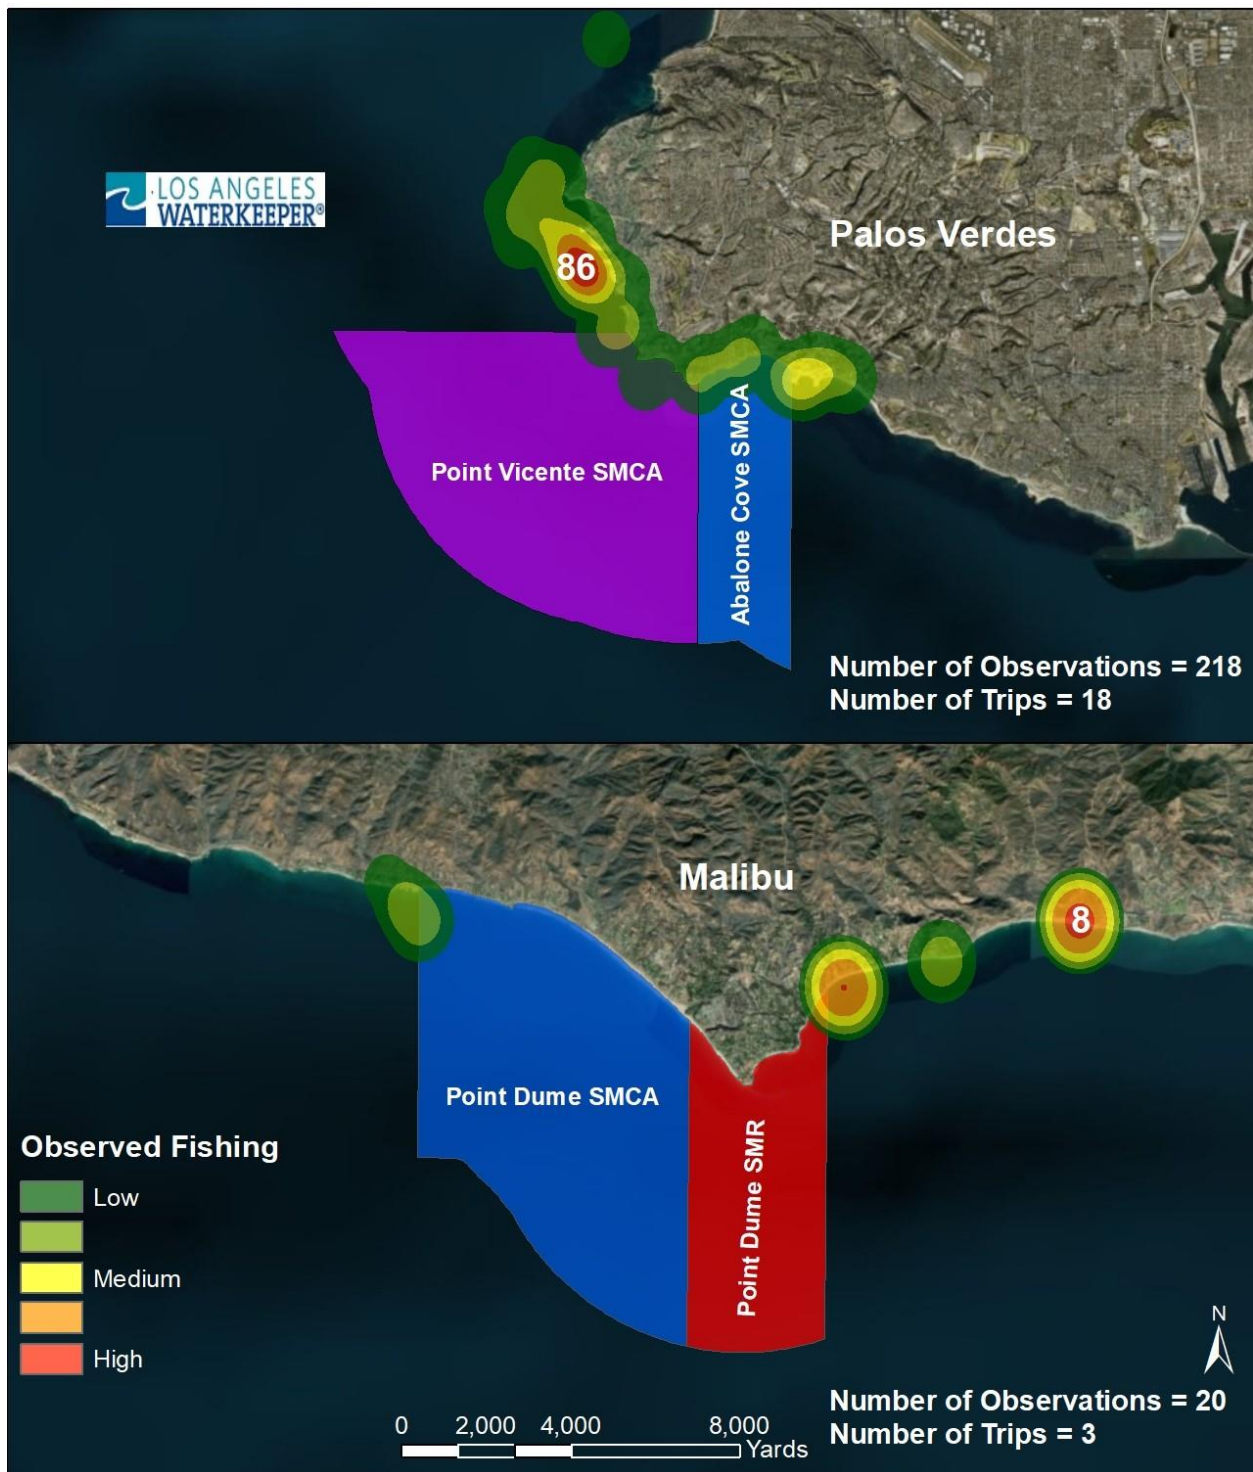 LOS ANGELES
WATERKEEPER®
Palos Verdes
86
Point Vicente SMCA
Abalone Cove SMCA
Number of Observations = 218
Number of Trips = 18
Malibu
8
Point Dume SMCA
Point Dume SMR
Observed Fishing
Low
Medium
High
N
0 2,000 4,000 8,000
Yards
Number of Observations = 20
Number of Trips = 3